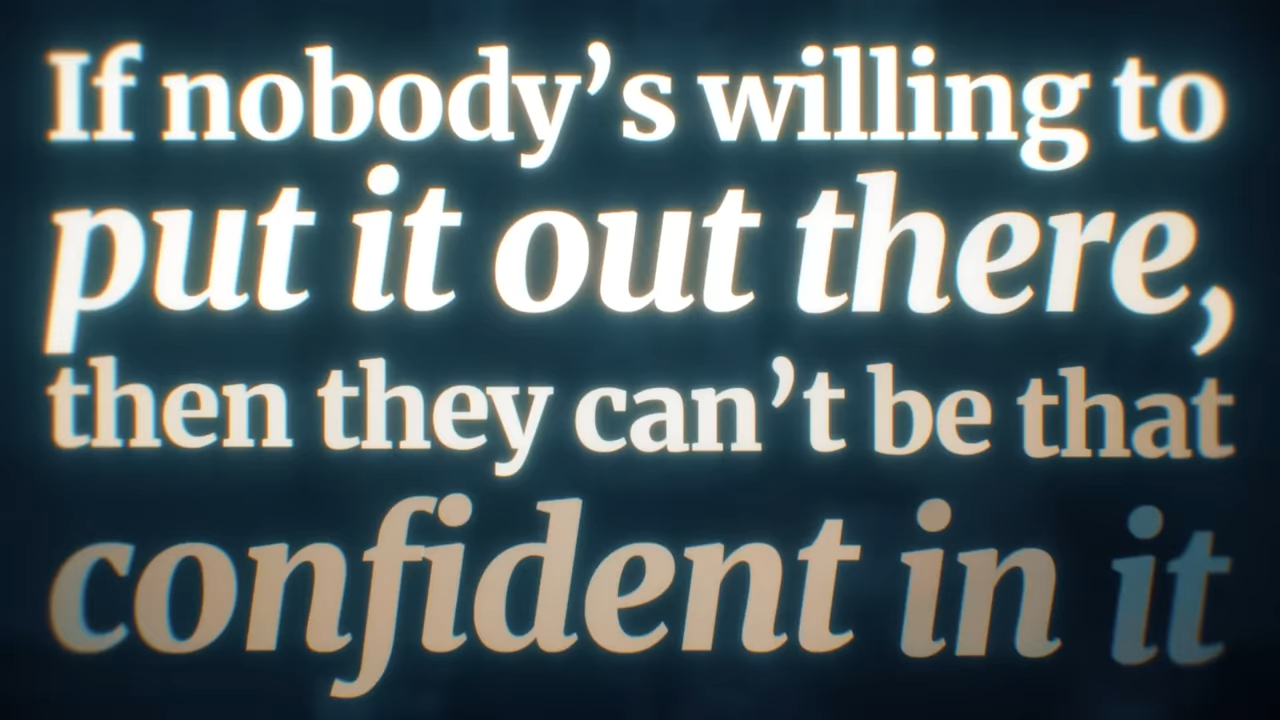 If nobody’s willing to
put it out there,
then they can’t be that
confident in it